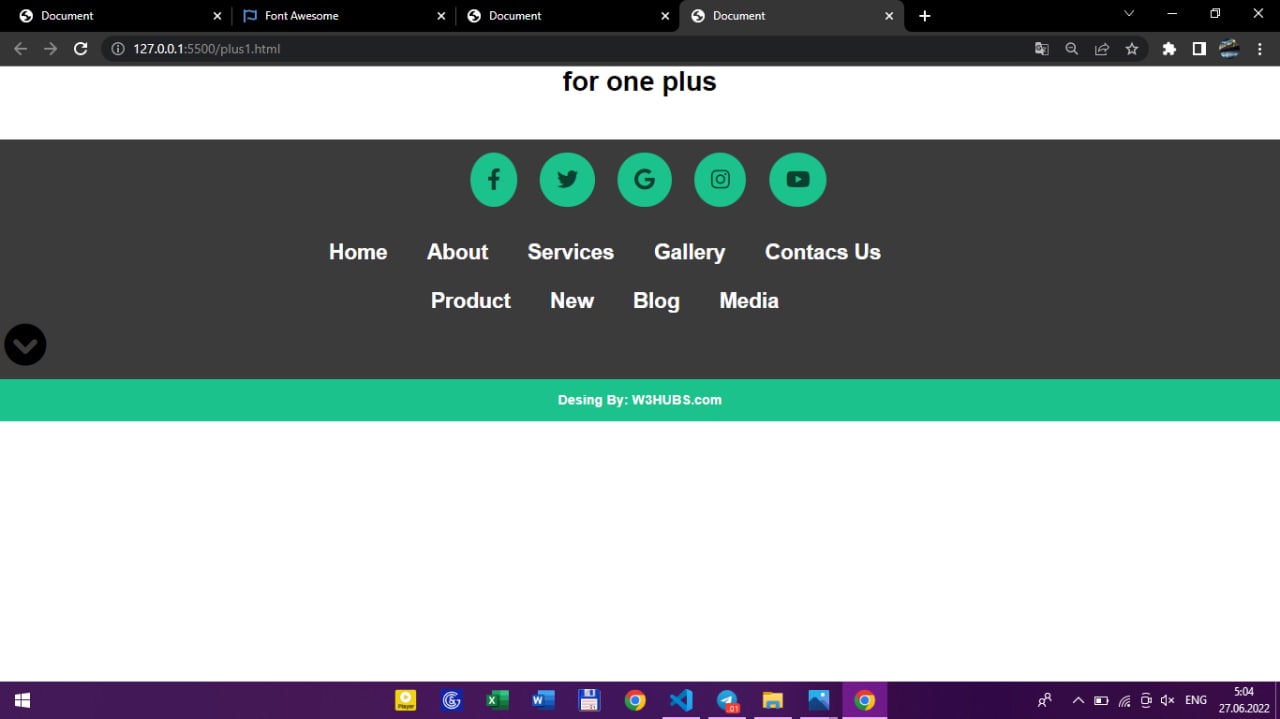 Document
Font Awesome
Document
Document
127.0.0.1:5500/plus1.html
for one plus
Home About Services Gallery Contacs Us
Product New Blog Media
Desing By: W3HUBS.com
Player
ENG
5:04
27.06.2022